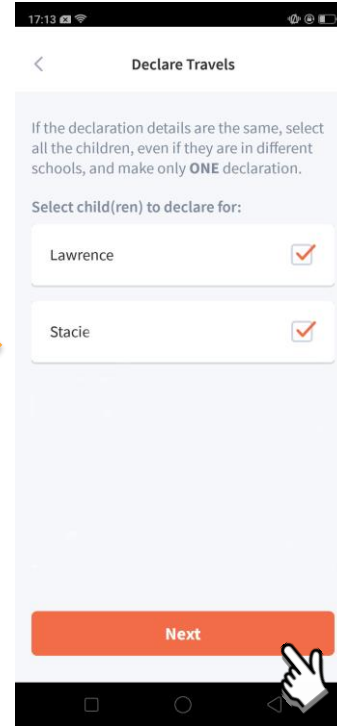 17:13
Declare Travels
If the declaration details are the same, select
all the children, even if they are in different
schools, and make only ONE declaration.
Select child(ren) to declare for:
Lawrence
Stacie
Next